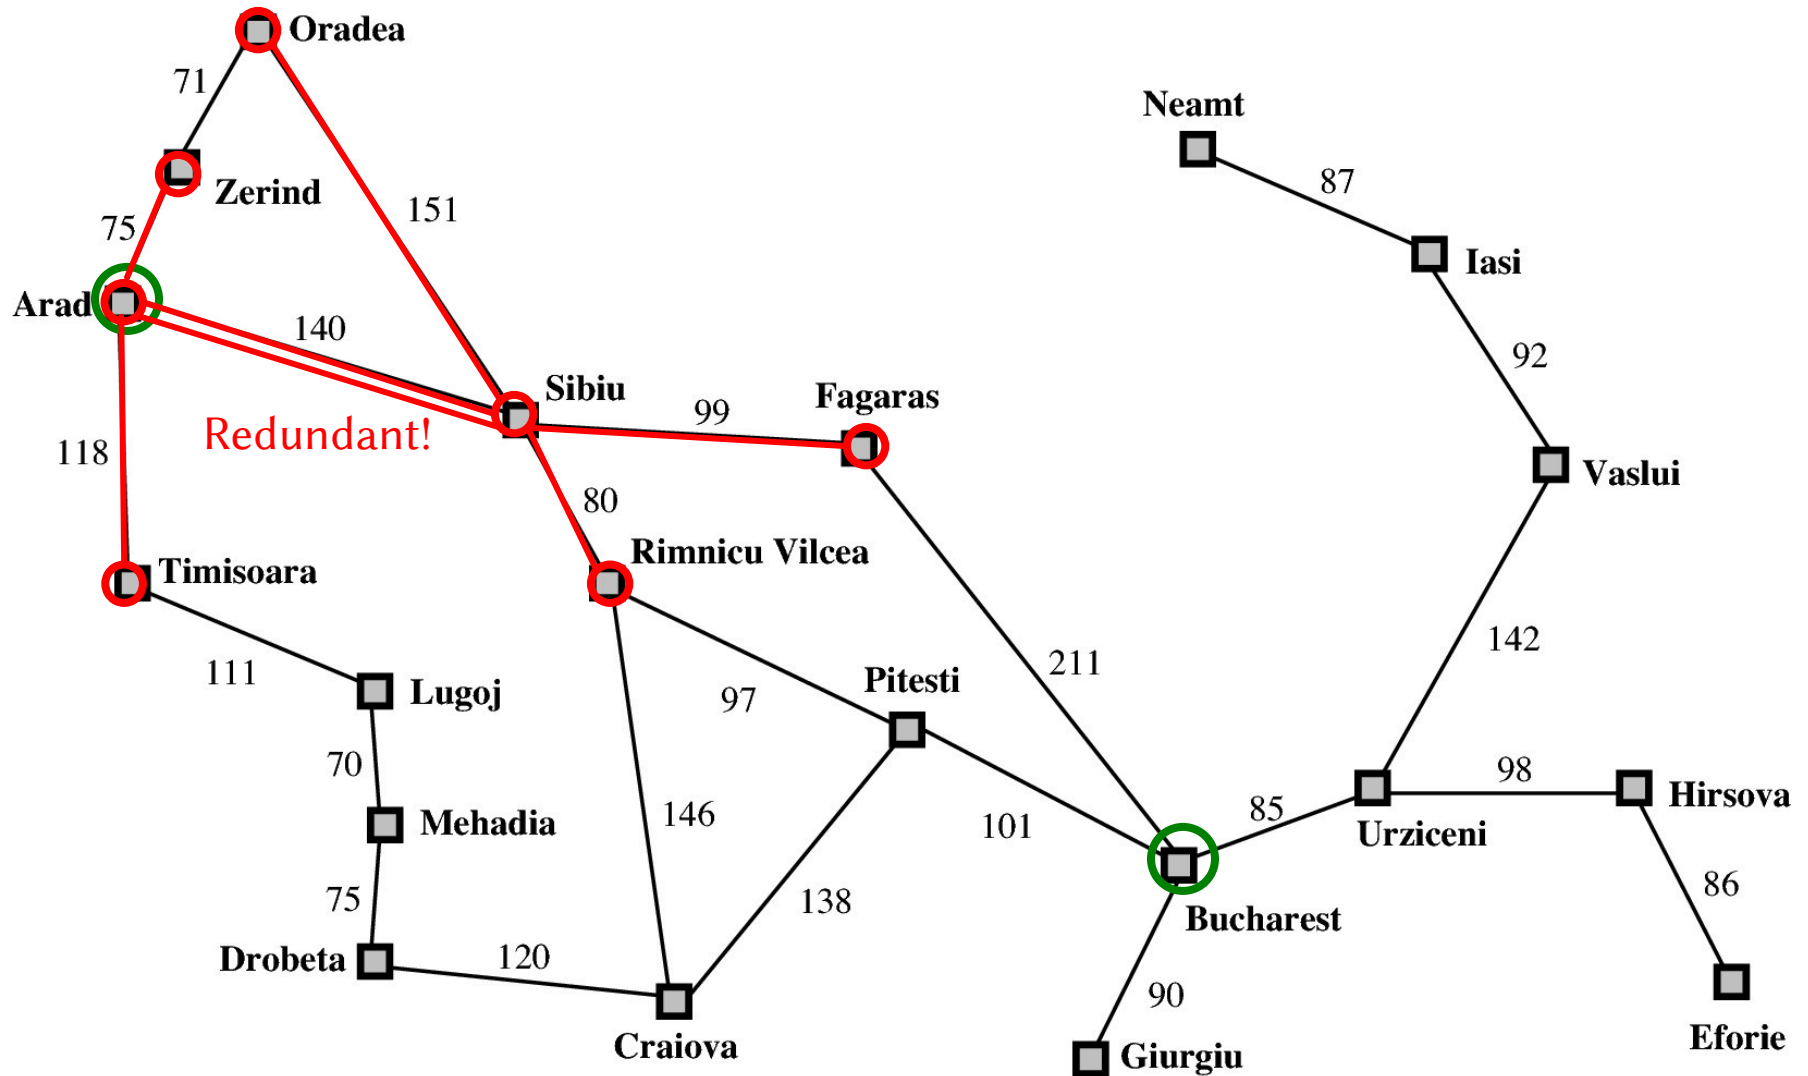 Oradea
71
Neamt
87
Zerind
151
75
Iasi
Arad
140
92
Sibiu
Fagaras
99
Redundant!
118
Vaslui
80
Rimnicu Vilcea
Timisoara
142
211
111
Pitesti
Lugoj
97
70
98
Hirsova
85
146
101
Mehadia
Urziceni
86
75
138
Bucharest
Drobeta
120
90
Craiova
Giurgiu
Eforie